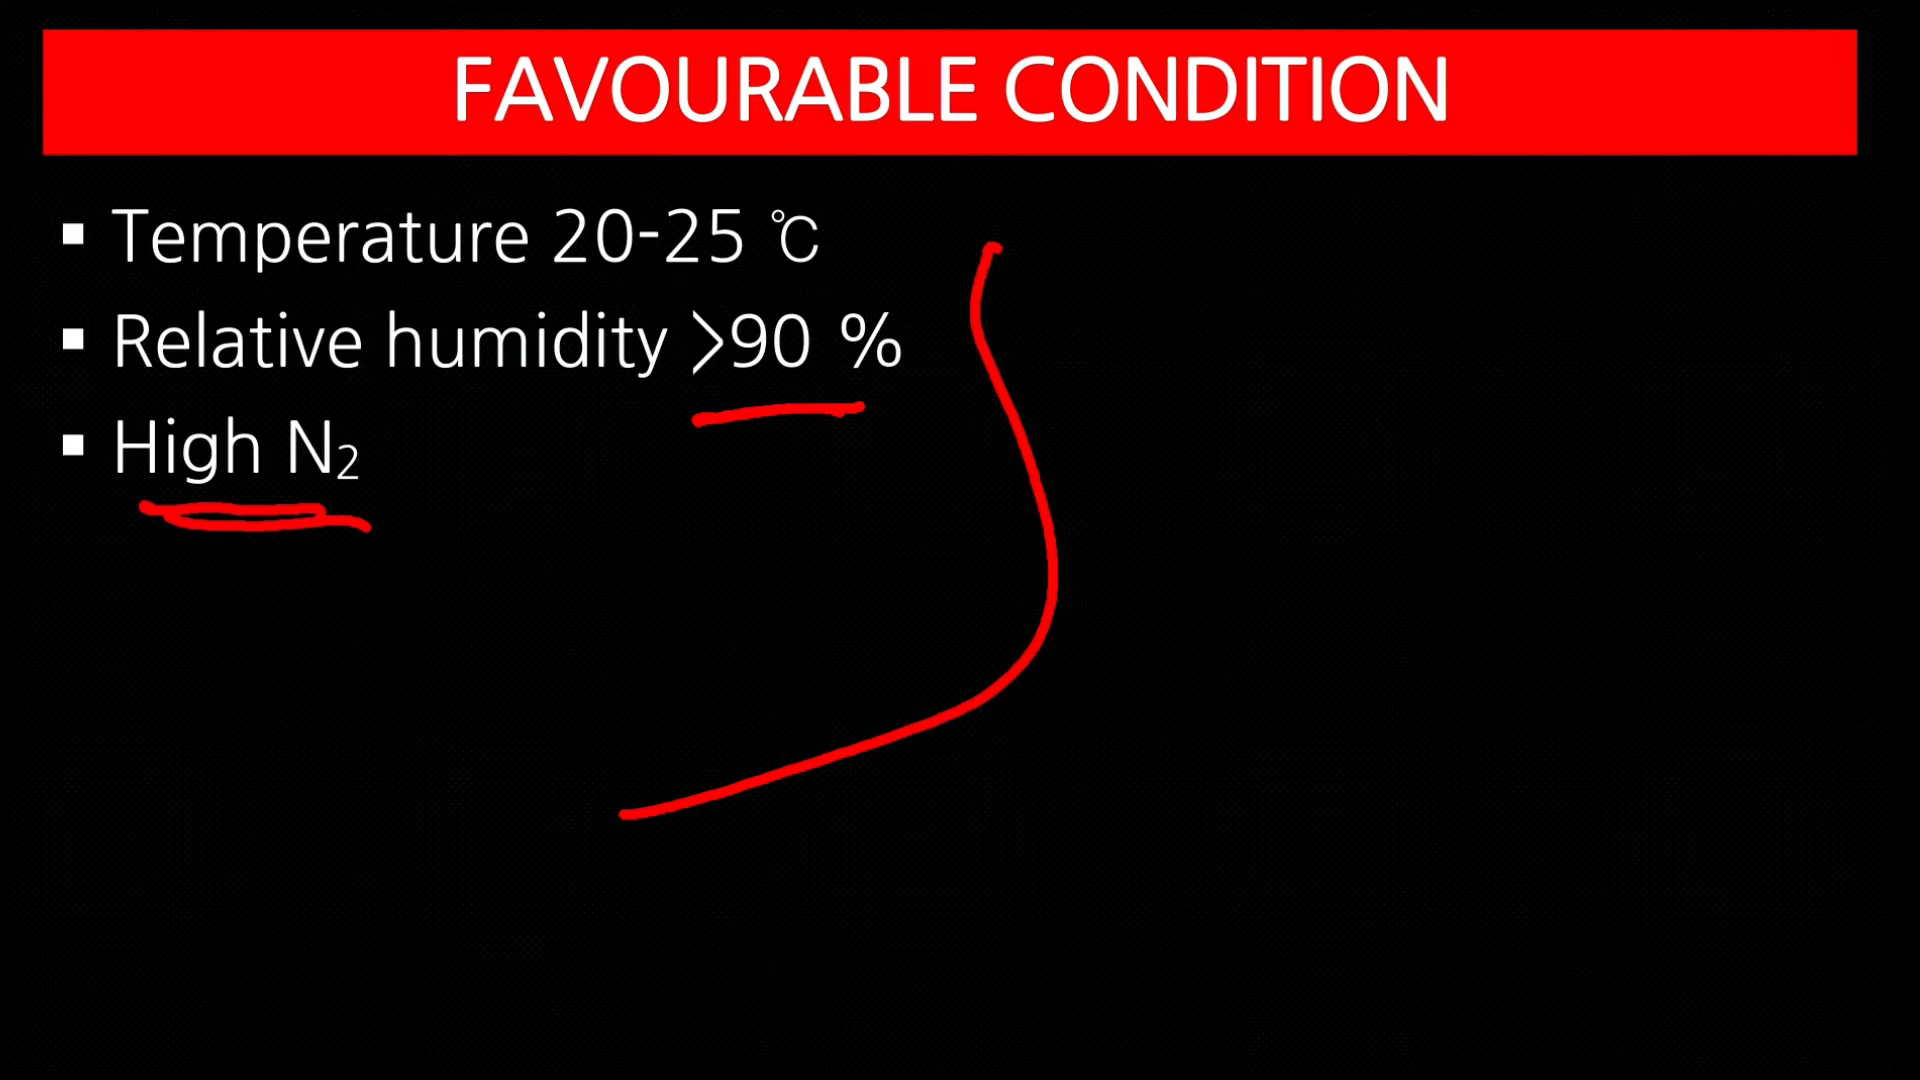 FAVOURABLE CONDITION
▪ Temperature 20-25 ℃
▪ Relative humidity >90 %
▪ High N₂